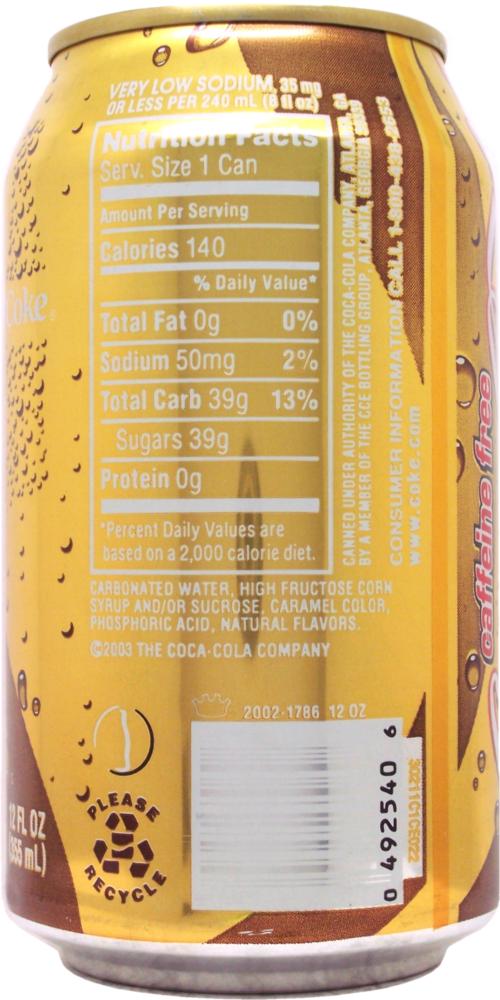 VERY LOW SODIUM, 35 mg
OR LESS PER 240 mL (8 fl oz)
Nutrition Facts
Serv. Size 1 Can
Amount Per Serving
Calories 140
% Daily Value*
Total Fat 0g 0%
Sodium 50mg 2%
Total Carb 39g 13%
Sugars 39g
Protein 0g
*Percent Daily Values are
based on a 2,000 calorie diet.
CARBONATED WATER, HIGH FRUCTOSE CORN
SYRUP AND/OR SUCROSE, CARAMEL COLOR,
PHOSPHORIC ACID, NATURAL FLAVORS.
©2003 THE COCA-COLA COMPANY
CANNED UNDER AUTHORITY OF THE COCA-COLA COMPANY, ATLANTA, GA
BY A MEMBER OF THE CCE BOTTLING GROUP, ATLANTA, GEORGIA
CONSUMER INFORMATION CALL 1-800-438-2653
www.coke.com
Coke
caffeine free
2002-1786 12 OZ
0 492540 6
PLEASE
RECYCLE
12 FL OZ
(355 mL)